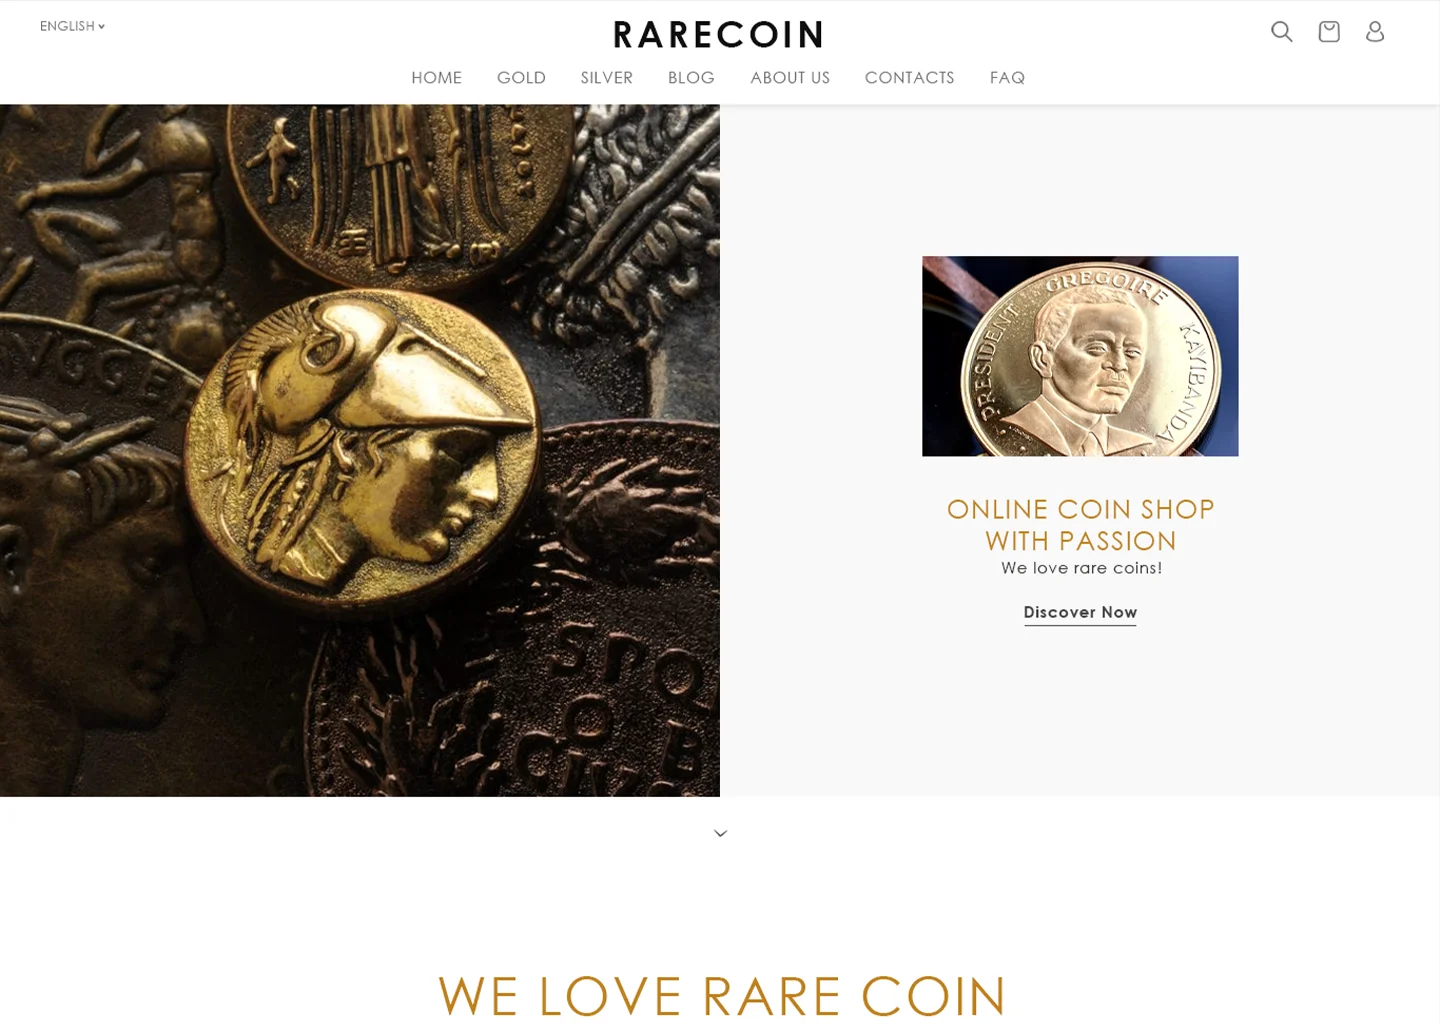 ENGLISH
RARECOIN
HOME GOLD SILVER BLOG ABOUT US CONTACTS FAQ
PRESIDENT GREGOIRE KAYIBANDA
SPQ
O
B
ONLINE COIN SHOP
WITH PASSION
We love rare coins!
Discover Now
WE LOVE RARE COIN